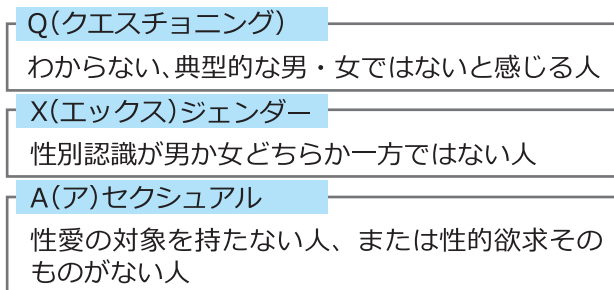 Q(クエスチョニング)
わからない、典型的な男・女ではないと感じる人
X(エックス)ジェンダー
性別認識が男か女どちらか一方ではない人
A(ア)セクシュアル
性愛の対象を持たない人、または性的欲求その
ものがない人